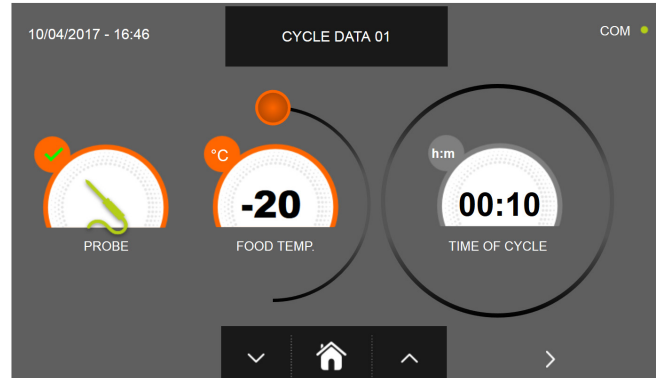 10/04/2017 - 16:46
CYCLE DATA 01
COM
°C
h:m
-20
00:10
PROBE
FOOD TEMP.
TIME OF CYCLE